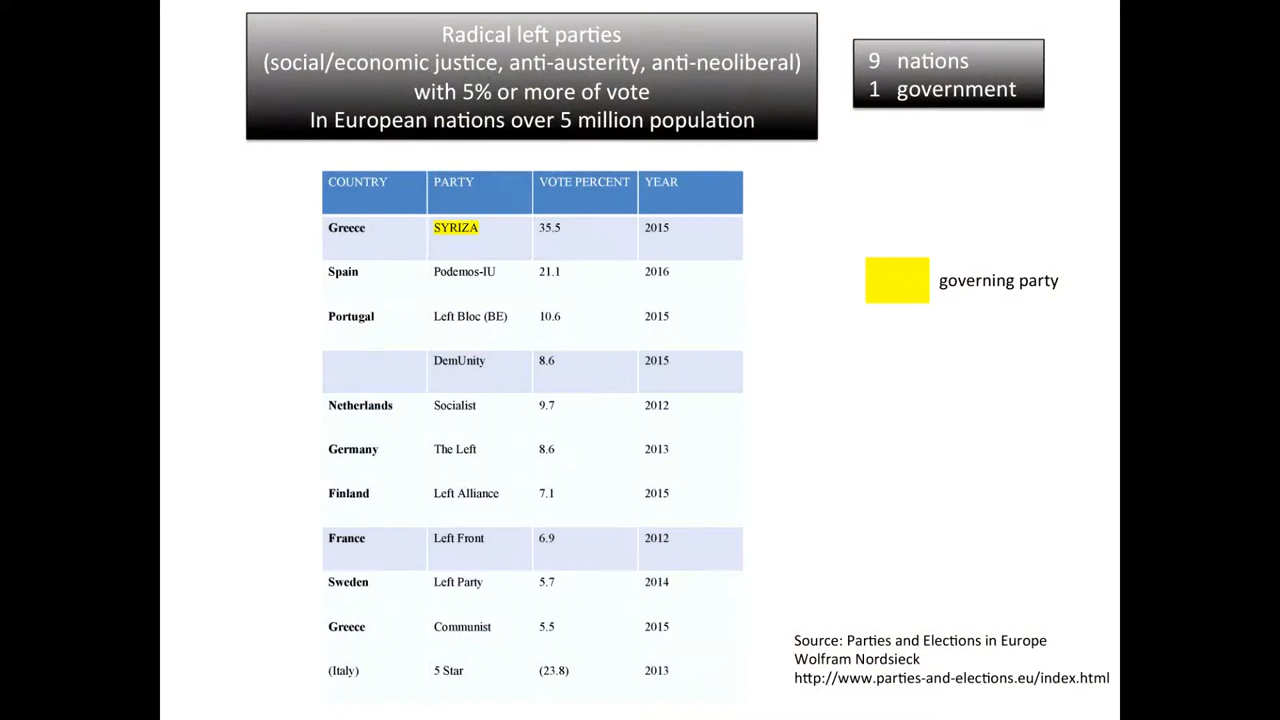 Radical left parties
(social/economic justice, anti-austerity, anti-neoliberal)
with 5% or more of vote
In European nations over 5 million population
9 nations
1 government
COUNTRY PARTY VOTE PERCENT YEAR
Greece SYRIZA 35.5 2015
Spain Podemos-IU 21.1 2016
Portugal Left Bloc (BE) 10.6 2015
DemUnity 8.6 2015
Netherlands Socialist 9.7 2012
Germany The Left 8.6 2013
Finland Left Alliance 7.1 2015
France Left Front 6.9 2012
Sweden Left Party 5.7 2014
Greece Communist 5.5 2015
(Italy) 5 Star (23.8) 2013
governing party
Source: Parties and Elections in Europe
Wolfram Nordsieck
http://www.parties-and-elections.eu/index.html